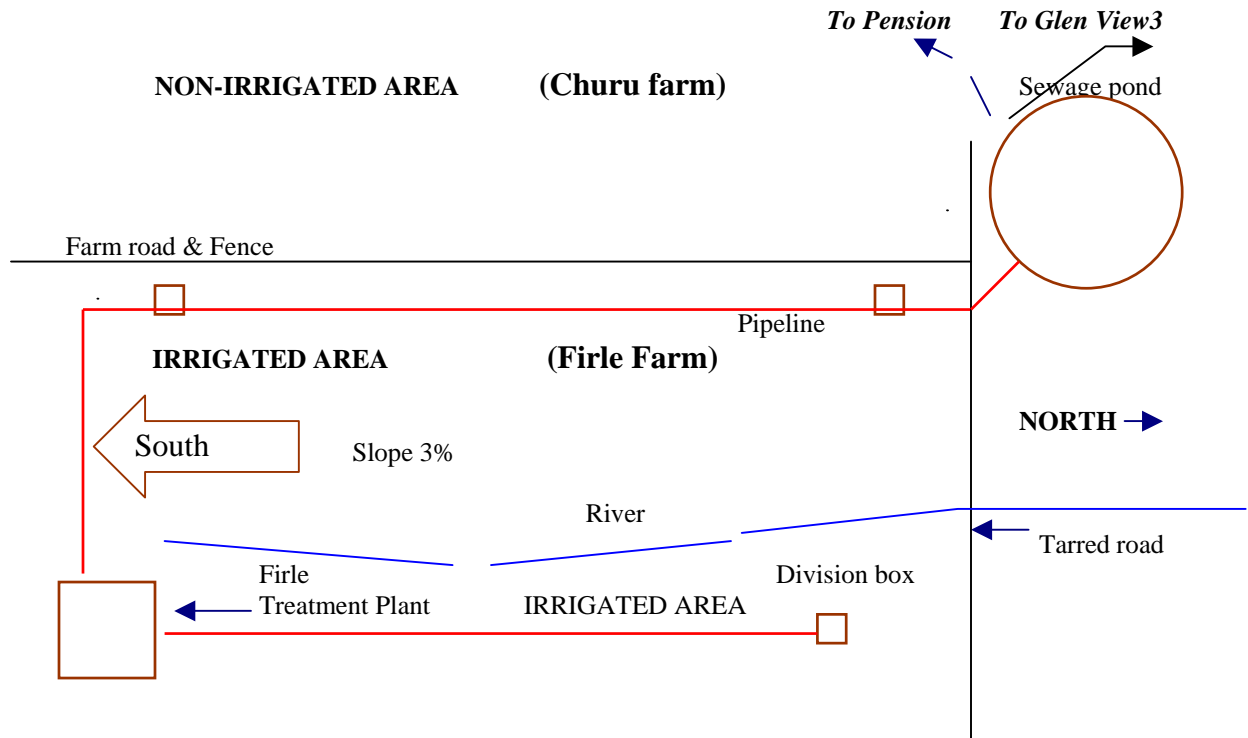 To Pension To Glen View3
NON-IRRIGATED AREA (Churu farm)
Sewage pond
Farm road & Fence
Pipeline
IRRIGATED AREA (Firle Farm)
NORTH
South
Slope 3%
River
Tarred road
Firle
Treatment Plant
Division box
IRRIGATED AREA